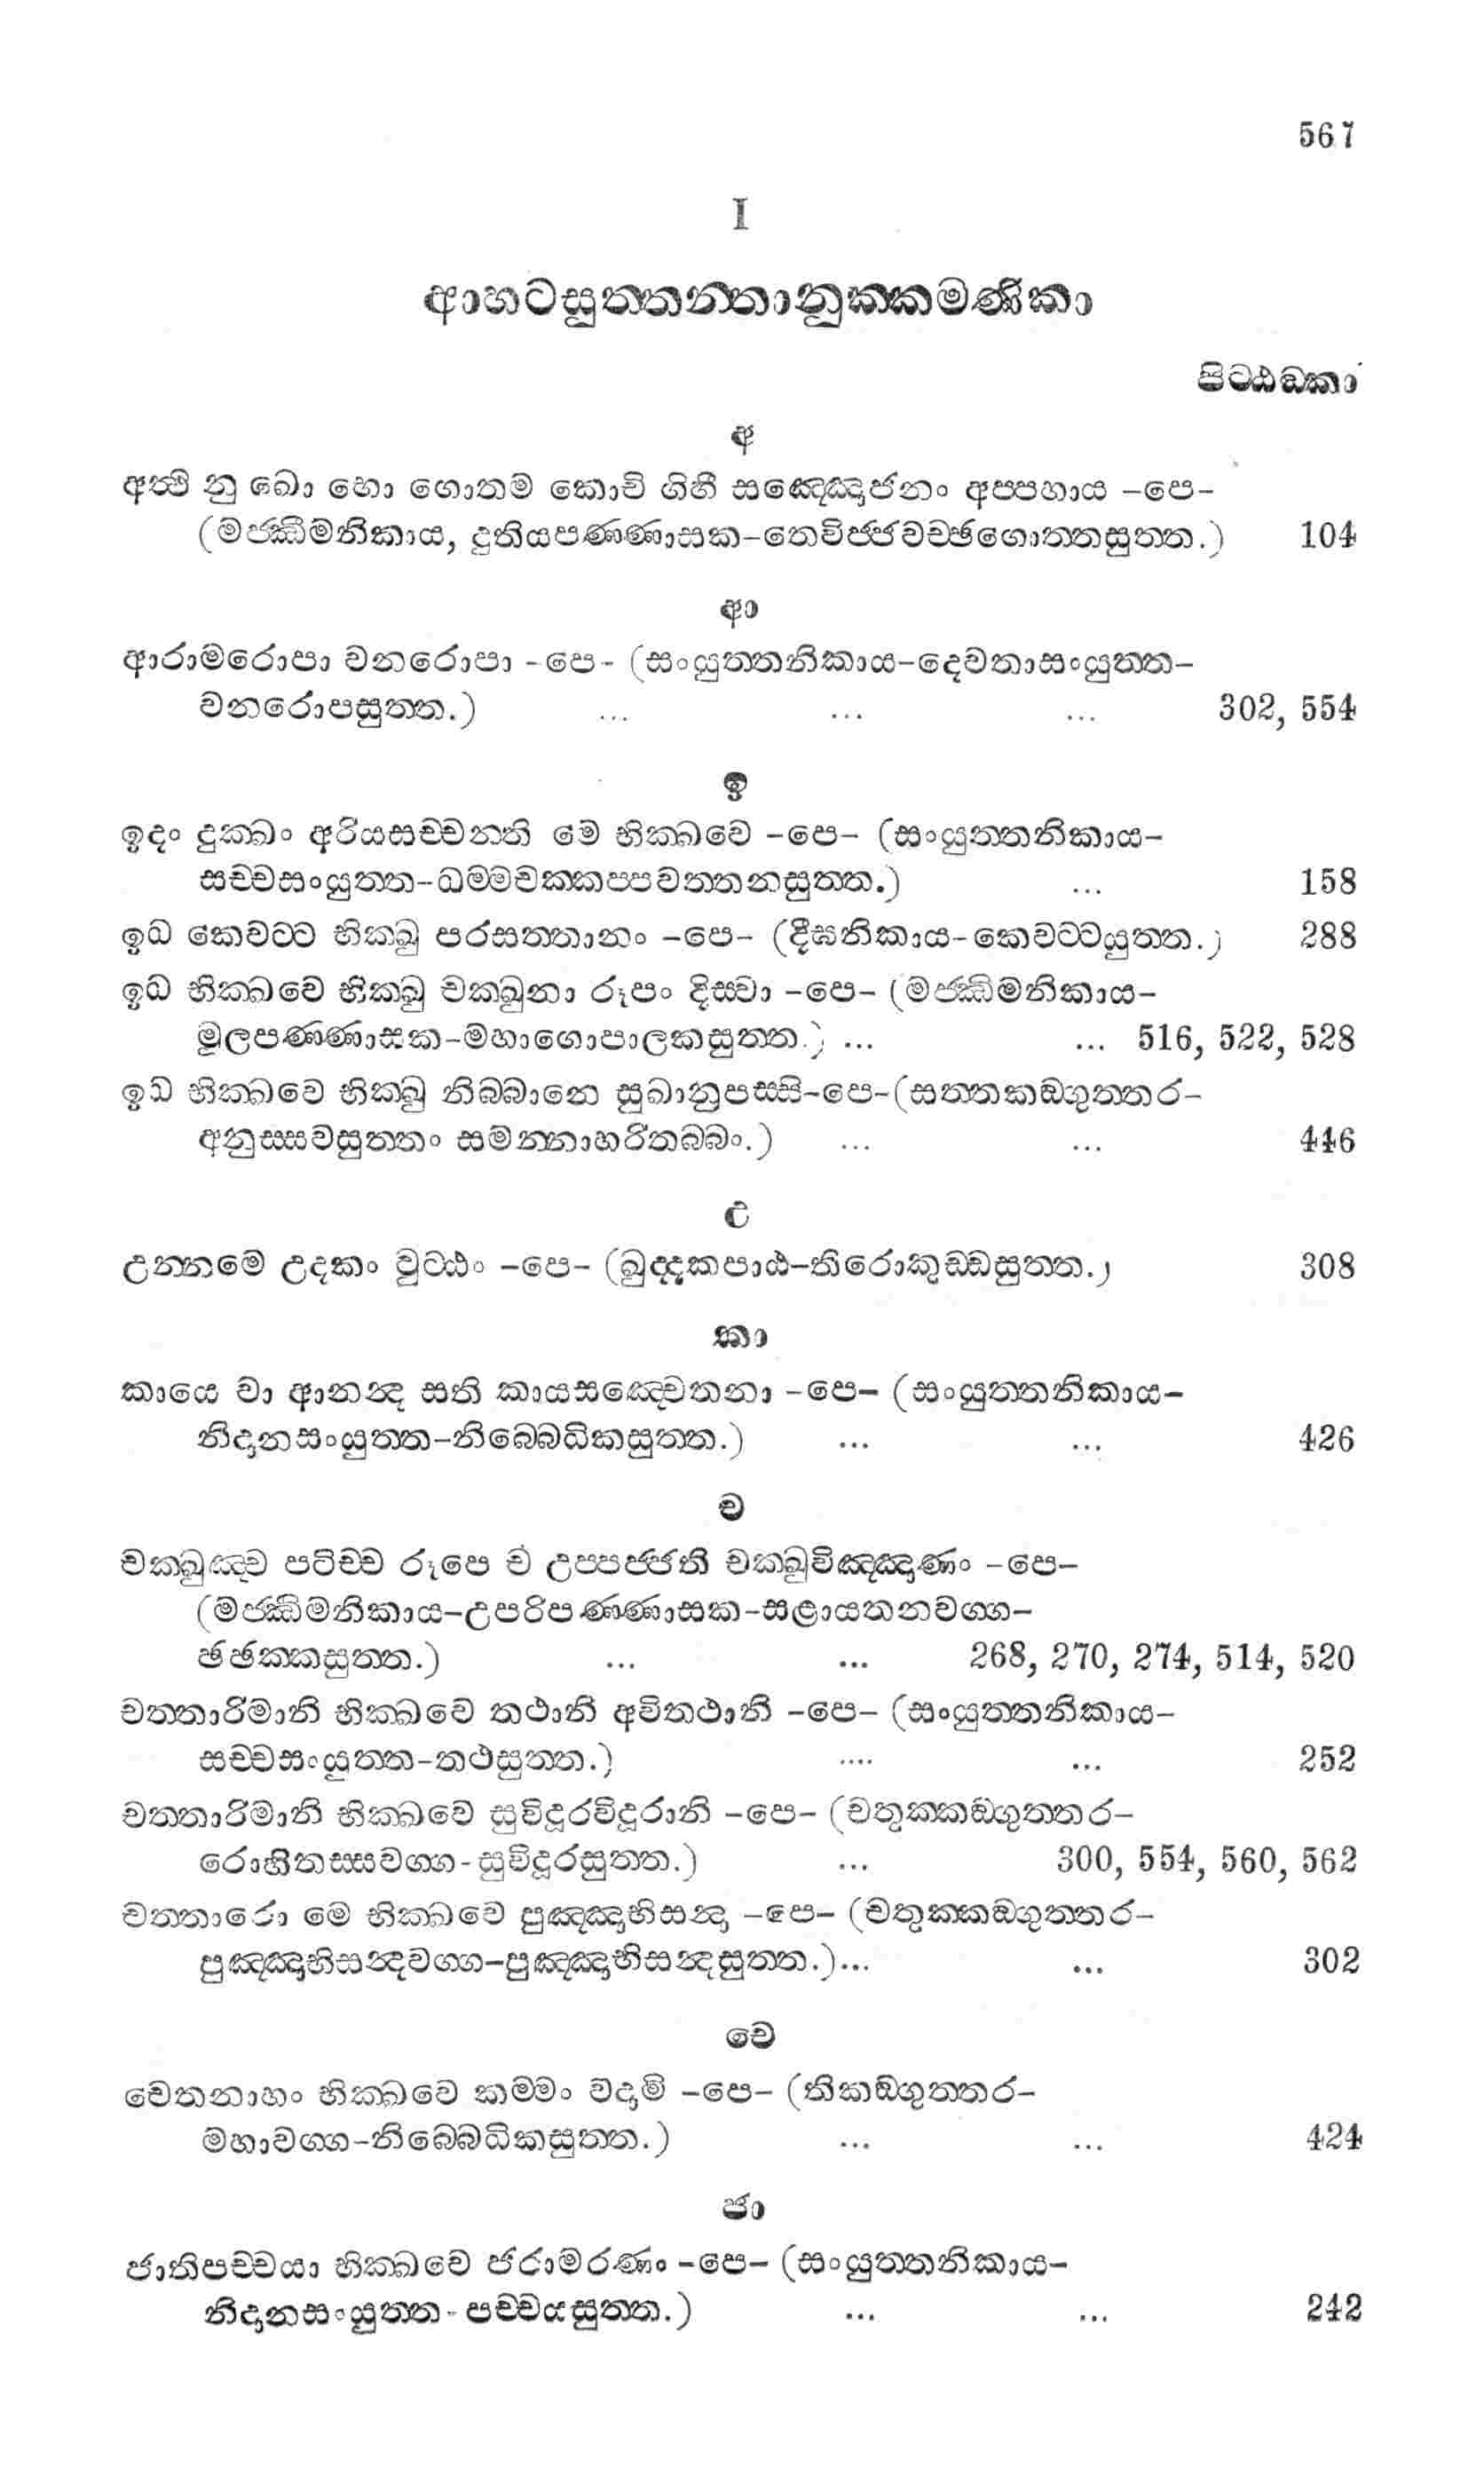 567
I
ආහටසුත්තන්තානුක්කමණිකා
පිට්ඨඞ්කා
අ
අත්ථි නු ඛො භො ගොතම කොචි ගිහී සඤ්ඤොජනං අප්පහාය -පෙ-
(මජ්ඣිමනිකාය, දුතියපණ්ණාසක-තෙවිජ්ජවච්ඡගොත්තසුත්ත.) 104
ආ
ආරාමරොපා වනරොපා -පෙ- (සංයුත්තනිකාය-දෙවතාසංයුත්ත-
වනරොපසුත්ත.) ... ... ... 302, 554
ඉ
ඉදං දුක්ඛං අරියසච්චන්ති මෙ භික්ඛවෙ -පෙ- (සංයුත්තනිකාය-
සච්චසංයුත්ත-ධම්මචක්කප්පවත්තනසුත්ත.) ... 158
ඉධ කෙවට්ට භික්ඛු පරසත්තානං -පෙ- (දීඝනිකාය-කෙවට්ටයුත්ත.) 288
ඉධ භික්ඛවෙ භික්ඛු චක්ඛුනා රූපං දිස්වා -පෙ- (මජ්ඣිමනිකාය-
මූලපණ්ණාසක-මහාගොපාලකසුත්ත.) ... ... 516, 522, 528
ඉධ භික්ඛවෙ භික්ඛු නිබ්බානෙ සුඛානුපස්සි-පෙ-(සත්තකඞ්ගුත්තර-
අනුස්සවසුත්තං සමන්නාහරිතබ්බං.) ... ... 446
උ
උන්නමෙ උදකං වුට්ඨං -පෙ- (ඛුද්දකපාඨ-තිරොකුඩ්ඩසුත්ත.) 308
කා
කායෙ වා ආනන්ද සති කායසඤ්චෙතනා -පෙ- (සංයුත්තනිකාය-
නිදානසංයුත්ත-නිබ්බෙධිකසුත්ත.) ... ... 426
ච
චක්ඛුඤ්ච පටිච්ච රූපෙ ච උප්පජ්ජති චක්ඛුවිඤ්ඤාණං -පෙ-
(මජ්ඣිමනිකාය-උපරිපණ්ණාසක-සළායතනවග්ග-
ඡඡක්කසුත්ත.) ... ... 268, 270, 274, 514, 520
චත්තාරිමානි භික්ඛවෙ තථානි අවිතථානි -පෙ- (සංයුත්තනිකාය-
සච්චසංයුත්ත-තථසුත්ත.) .... ... 252
චත්තාරිමානි භික්ඛවෙ සුවිදූරවිදූරානි -පෙ- (චතුක්කඞ්ගුත්තර-
රොහිතස්සවග්ග-සුවිදූරසුත්ත.) ... 300, 554, 560, 562
චත්තාරො මෙ භික්ඛවෙ පුඤ්ඤාභිසන්දා -පෙ- (චතුක්කඞ්ගුත්තර-
පුඤ්ඤාභිසන්දවග්ග-පුඤ්ඤාභිසන්දසුත්ත.)... ... 302
චෙ
චෙතනාහං භික්ඛවෙ කම්මං වදාමි -පෙ- (තිකඞ්ගුත්තර-
මහාවග්ග-නිබ්බෙධිකසුත්ත.) ... ... 424
ජා
ජාතිපච්චයා භික්ඛවෙ ජරාමරණං -පෙ- (සංයුත්තනිකාය-
නිදානසංයුත්ත-පච්චයසුත්ත.) ... ... 242